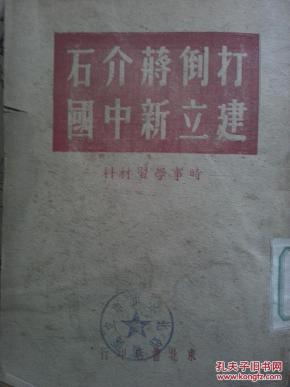 打倒蔣介石
建立新中國
時事學習材料
東北書店印行
孔夫子旧书网